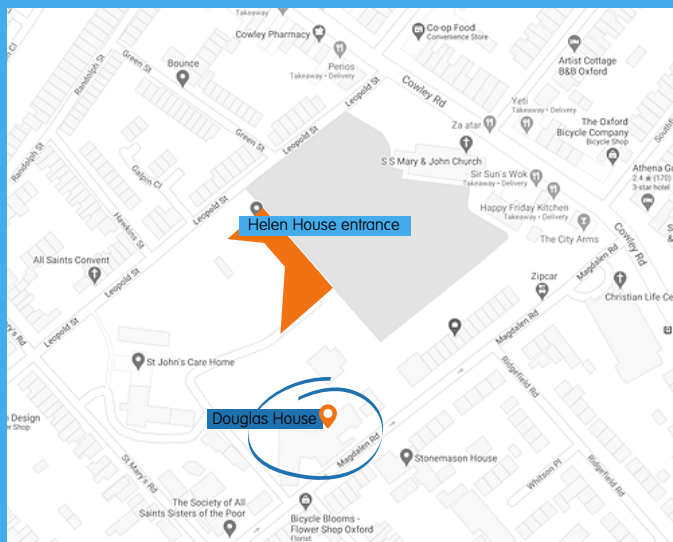 Takeaway
Cowley Pharmacy
Co-op Food
Convenience Store
Perios
Takeaway • Delivery
Artist Cottage
B&B Oxford
Randolph St
Green St
Bounce
Leopold St
Cowley Rd
Yeti
Takeaway • Delivery
Za atar
The Oxford
Bicycle Company
Bicycle Shop
Green St
Leopold St
S S Mary & John Church
Randolph St
Galpin Cl
Sir Sun's Wok
Takeaway • Delivery
2.4 ★ (170)
3-star hotel
Leopold St
Hawkins St
Helen House entrance
Happy Friday Kitchen
Takeaway • Delivery
The City Arms
Cowley Rd
All Saints Convent
Leopold St
Zipcar
Magdalen Rd
Christian Life Ce
St John's Care Home
Magdalen Rd
Ridgefield Rd
Douglas House
Design
Magdalen Rd
Stonemason House
St Mary's Rd
Whitson Pl
Ridgefield Rd
The Society of All
Saints Sisters of the Poor
Bicycle Blooms -
Flower Shop Oxford
Florist